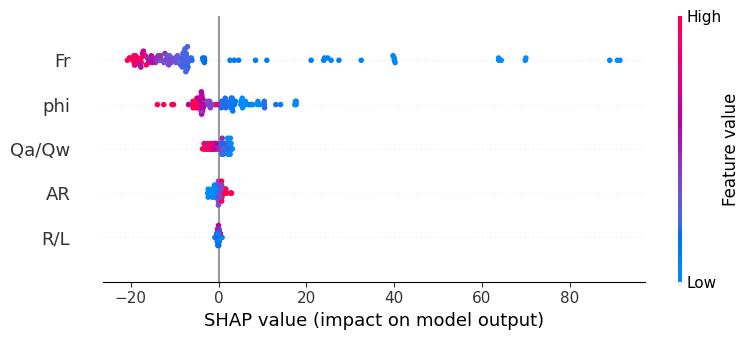 High
Fr
phi
Qa/Qw
AR
R/L
Feature value
Low
−20
0
20
40
60
80
SHAP value (impact on model output)